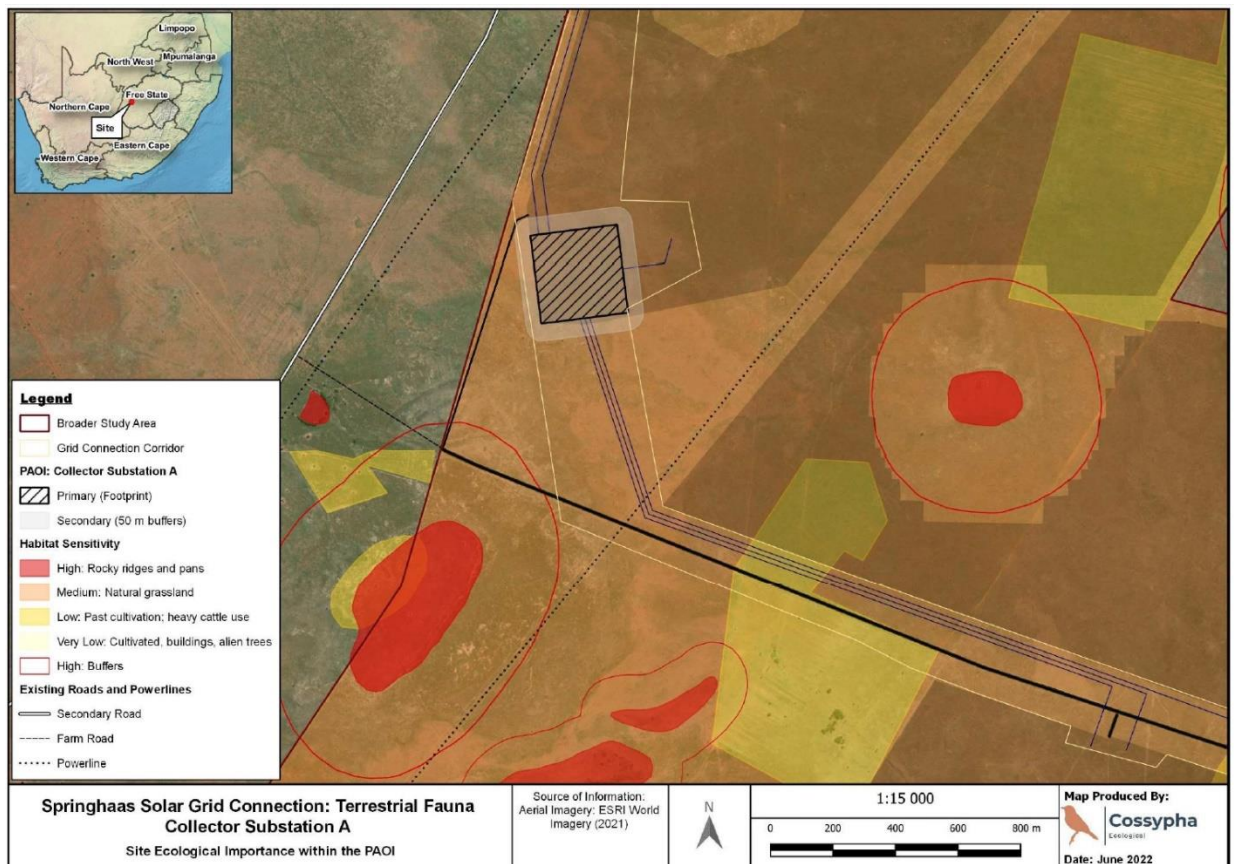 Limpopo
North West
Mpumalanga
Free State
Northern Cape
Site
Eastern Cape
Western Cape
Legend
Broader Study Area
Grid Connection Corridor
PAOI: Collector Substation A
Primary (Footprint)
Secondary (50 m buffers)
Habitat Sensitivity
High: Rocky ridges and pans
Medium: Natural grassland
Low: Past cultivation; heavy cattle use
Very Low: Cultivated, buildings, alien trees
High: Buffers
Existing Roads and Powerlines
Secondary Road
Farm Road
Powerline
Springhaas Solar Grid Connection: Terrestrial Fauna
Collector Substation A
Site Ecological Importance within the PAOI
Source of Information:
Aerial Imagery: ESRI World
Imagery (2021)
N
1:15 000
0 200 400 600 800 m
Map Produced By:
Cossypha
Ecological
Date: June 2022